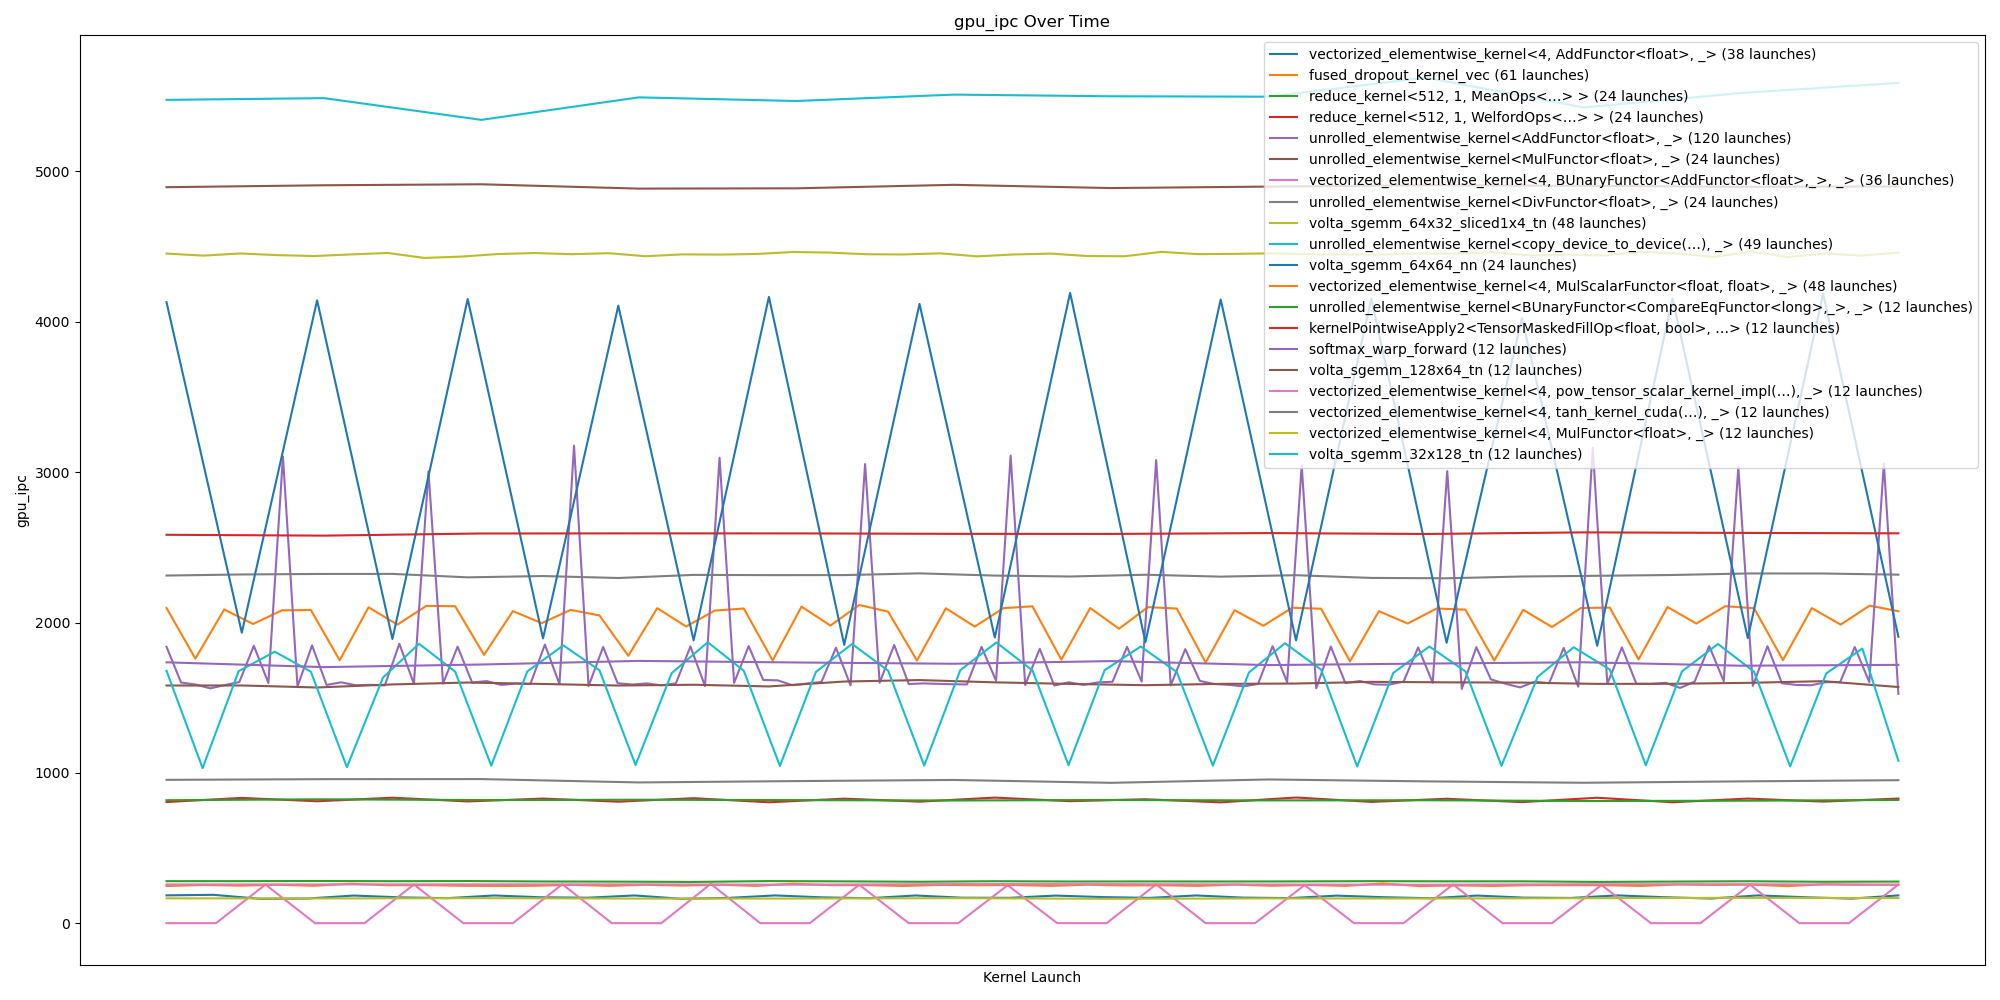 gpu_ipc Over Time
vectorized_elementwise_kernel<4, AddFunctor<float>, _> (38 launches)
fused_dropout_kernel_vec (61 launches)
reduce_kernel<512, 1, MeanOps<...> > (24 launches)
reduce_kernel<512, 1, WelfordOps<...> > (24 launches)
unrolled_elementwise_kernel<AddFunctor<float>, _> (120 launches)
unrolled_elementwise_kernel<MulFunctor<float>, _> (24 launches)
vectorized_elementwise_kernel<4, BUnaryFunctor<AddFunctor<float>,_>, _> (36 launches)
unrolled_elementwise_kernel<DivFunctor<float>, _> (24 launches)
volta_sgemm_64x32_sliced1x4_tn (48 launches)
unrolled_elementwise_kernel<copy_device_to_device(...), _> (49 launches)
volta_sgemm_64x64_nn (24 launches)
vectorized_elementwise_kernel<4, MulScalarFunctor<float, float>, _> (48 launches)
unrolled_elementwise_kernel<BUnaryFunctor<CompareEqFunctor<long>,_>, _> (12 launches)
kernelPointwiseApply2<TensorMaskedFillOp<float, bool>, ...> (12 launches)
softmax_warp_forward (12 launches)
volta_sgemm_128x64_tn (12 launches)
vectorized_elementwise_kernel<4, pow_tensor_scalar_kernel_impl(...), _> (12 launches)
vectorized_elementwise_kernel<4, tanh_kernel_cuda(...), _> (12 launches)
vectorized_elementwise_kernel<4, MulFunctor<float>, _> (12 launches)
volta_sgemm_32x128_tn (12 launches)
5000
4000
3000
2000
1000
0
gpu_ipc
Kernel Launch